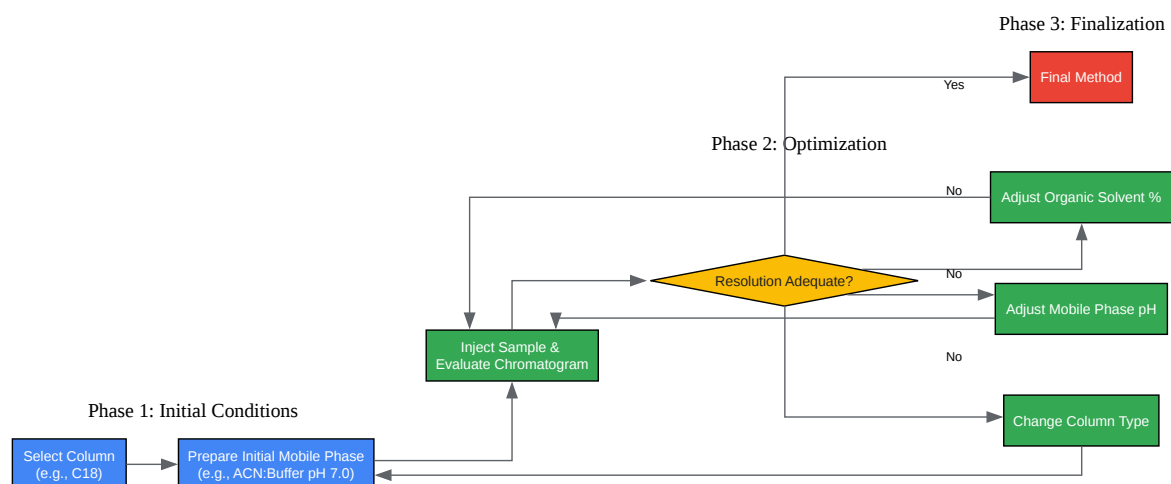 Phase 3: Finalization
Final Method
Yes
Phase 2: Optimization
No
Adjust Organic Solvent %
Resolution Adequate?
No
Adjust Mobile Phase pH
Inject Sample &
Evaluate Chromatogram
No
Phase 1: Initial Conditions
Change Column Type
Select Column
(e.g., C18)
Prepare Initial Mobile Phase
(e.g., ACN:Buffer pH 7.0)